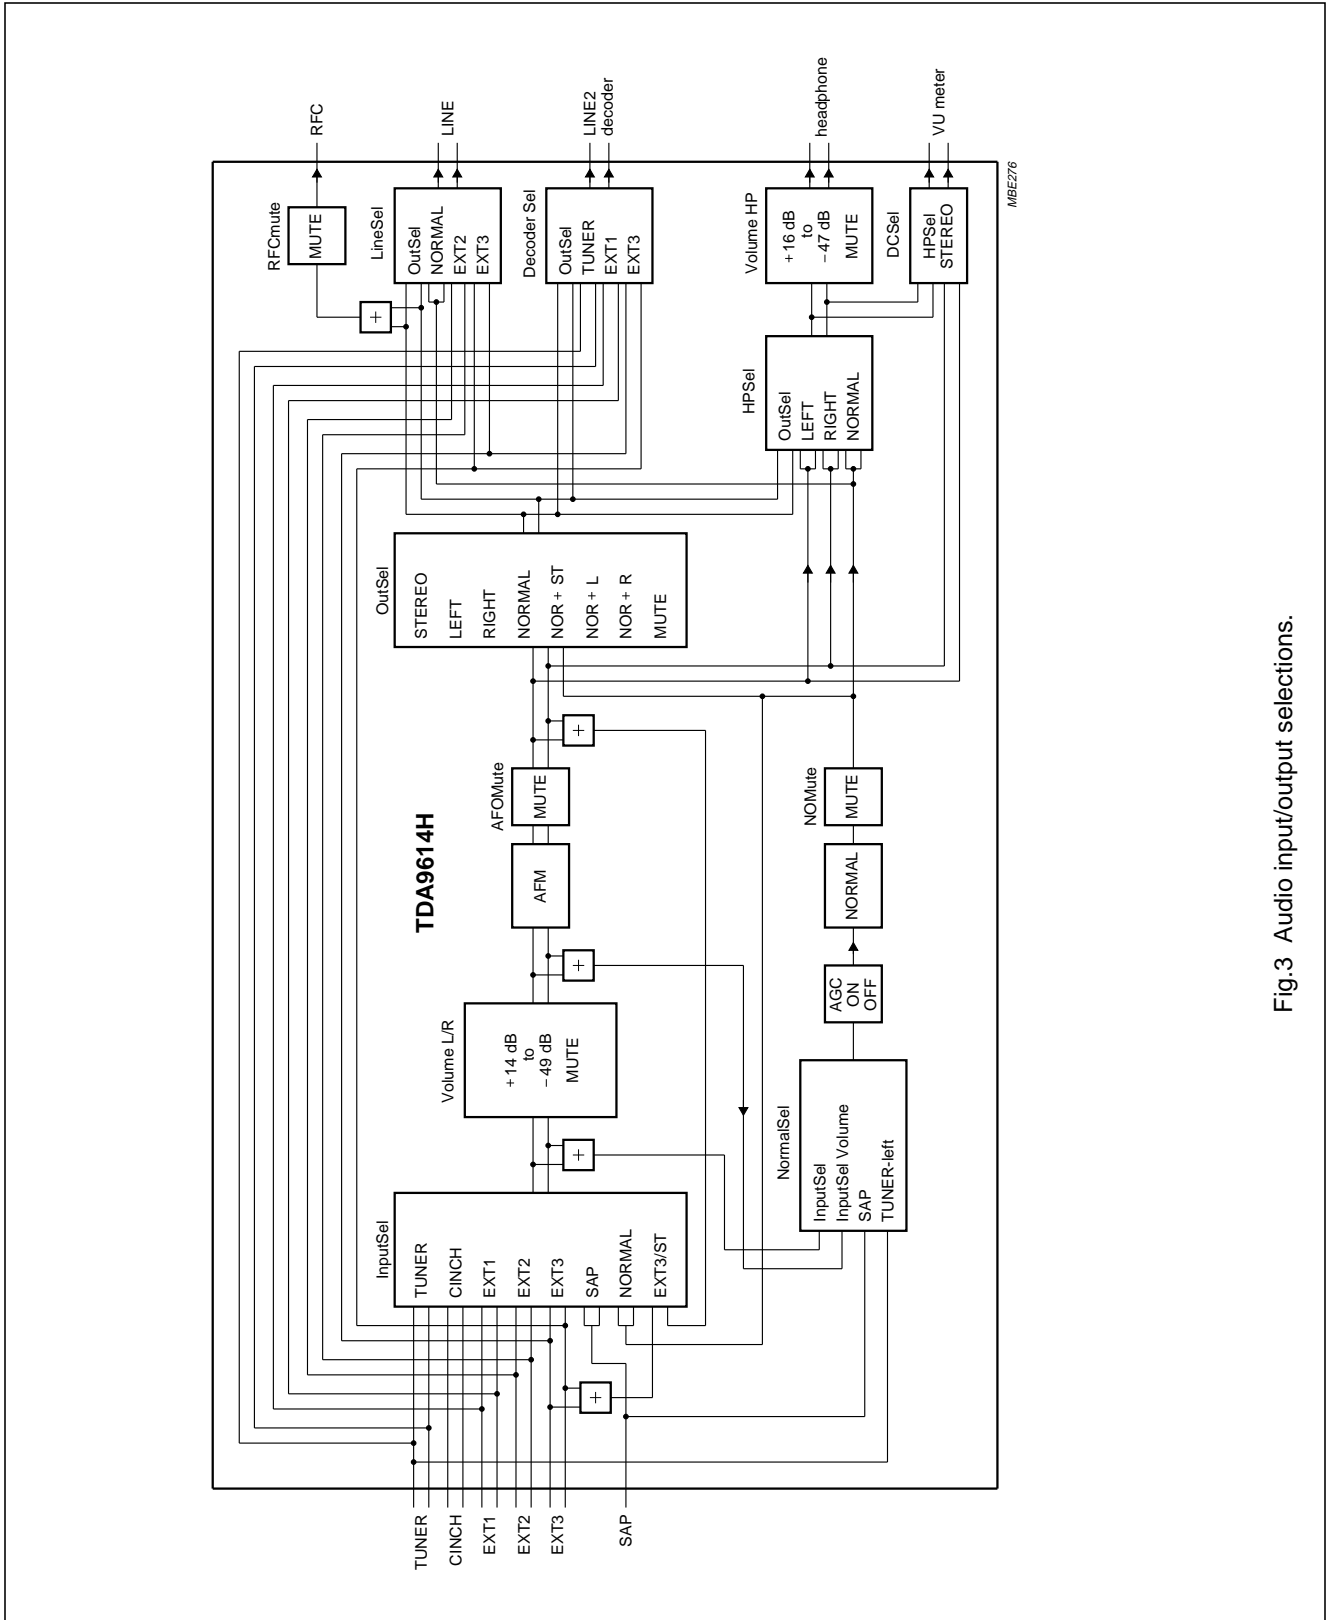 TUNER
CINCH
EXT1
EXT2
EXT3
SAP
InputSel
TUNER
CINCH
EXT1
EXT2
EXT3
SAP
NORMAL
EXT3/ST
+
+
Volume L/R
+14 dB
to
−49 dB
MUTE
+
TDA9614H
AFM
AFOMute
MUTE
+
NormalSel
InputSel
InputSel Volume
SAP
TUNER-left
AGC
ON
OFF
NORMAL
NOMute
MUTE
OutSel
STEREO
LEFT
RIGHT
NORMAL
NOR + ST
NOR + L
NOR + R
MUTE
HPSel
OutSel
LEFT
RIGHT
NORMAL
+
RFCmute
MUTE
RFC
LineSel
OutSel
NORMAL
EXT2
EXT3
LINE
Decoder Sel
OutSel
TUNER
EXT1
EXT3
LINE2
decoder
Volume HP
+16 dB
to
−47 dB
MUTE
headphone
DCSel
HPSel
STEREO
VU meter
MBE276
Fig.3 Audio input/output selections.